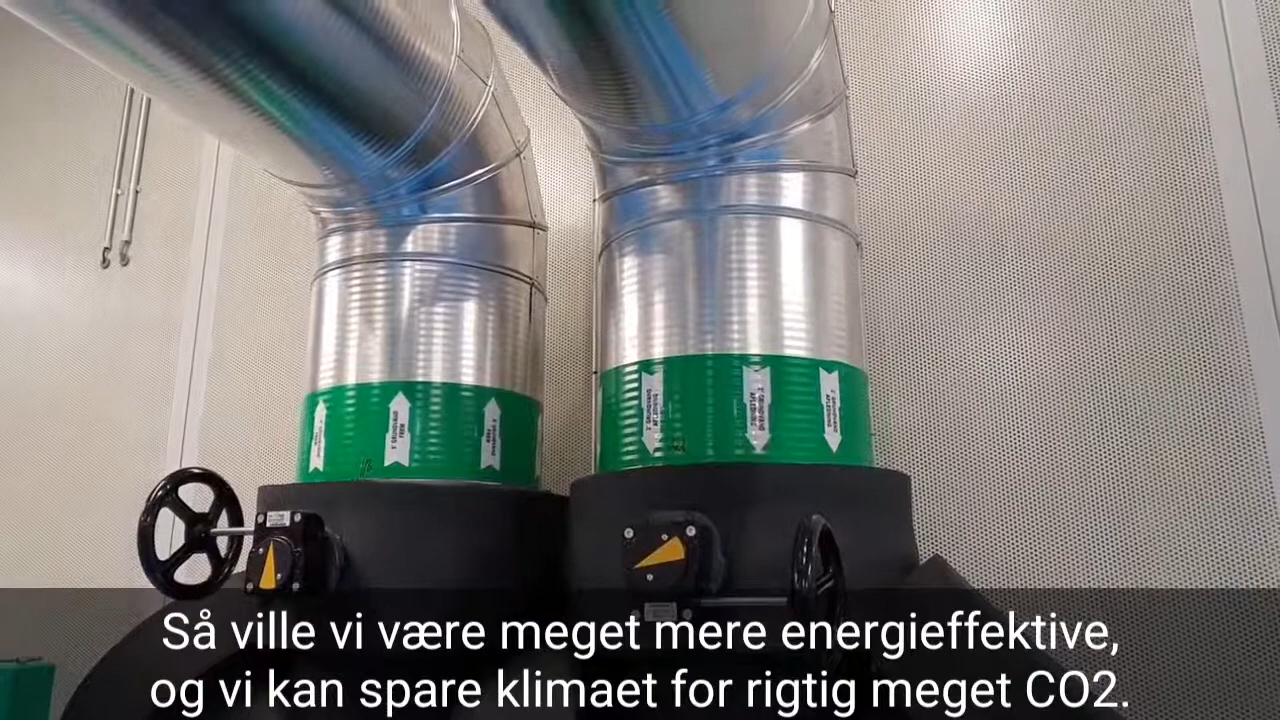 Så ville vi være meget mere energieffektive,
og vi kan spare klimaet for rigtig meget CO2.